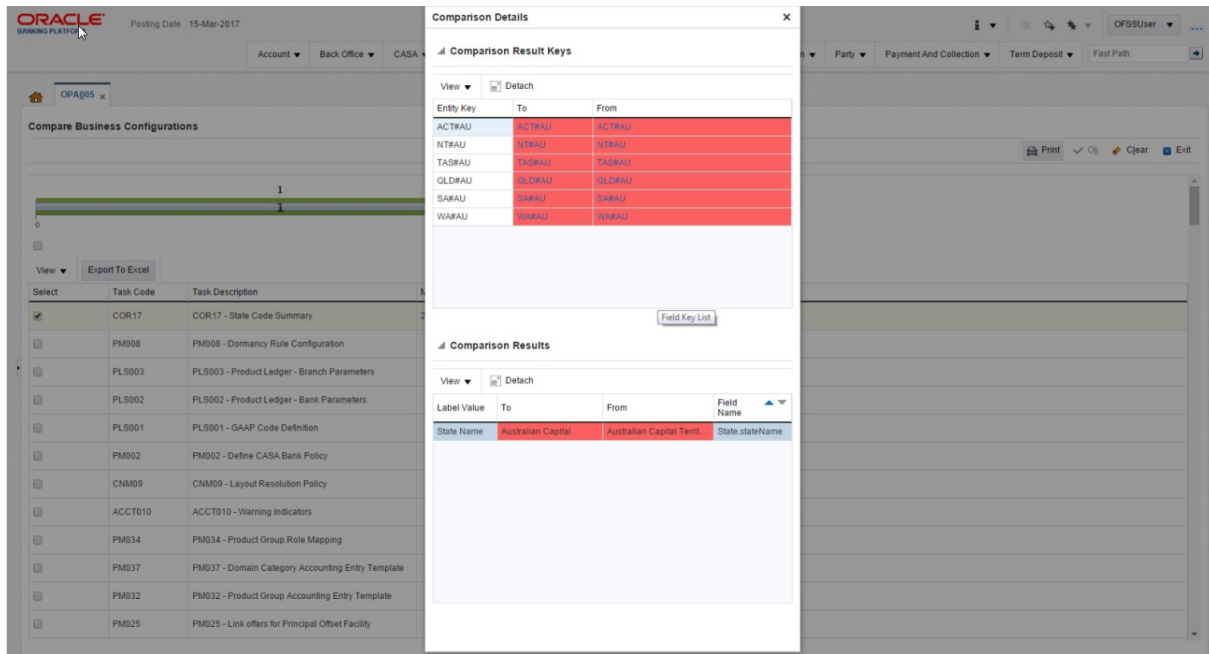 ORACLE
BANKING PLATFORM
Posting Date 15-Mar-2017
OFSSUser
Account Back Office CASA
Party Payment And Collection Term Deposit Fast Path
OPA005 x
Compare Business Configurations
Print Ok Clear Exit
1
1
0
View Export To Excel
Select Task Code Task Description
COR17 COR17 - State Code Summary 2
PM008 PM008 - Dormancy Rule Configuration
PLS003 PLS003 - Product Ledger - Branch Parameters
PLS002 PLS002 - Product Ledger - Bank Parameters
PLS001 PLS001 - GAAP Code Definition
PM002 PM002 - Define CASA Bank Policy
CNM09 CNM09 - Layout Resolution Policy
ACCT010 ACCT010 - Warning Indicators
PM034 PM034 - Product Group Role Mapping
PM037 PM037 - Domain Category Accounting Entry Template
PM032 PM032 - Product Group Accounting Entry Template
PM025 PM025 - Link offers for Principal Offset Facility
Comparison Details
Comparison Result Keys
View Detach
Entity Key To From
ACT#AU ACT#AU ACT#AU
NT#AU NT#AU NT#AU
TAS#AU TAS#AU TAS#AU
QLD#AU QLD#AU QLD#AU
SA#AU SA#AU SA#AU
WA#AU WA#AU WA#AU
Field Key List
Comparison Results
View Detach
Label Value To From Field Name
State Name Australian Capital Australian Capital Territ... State.stateName